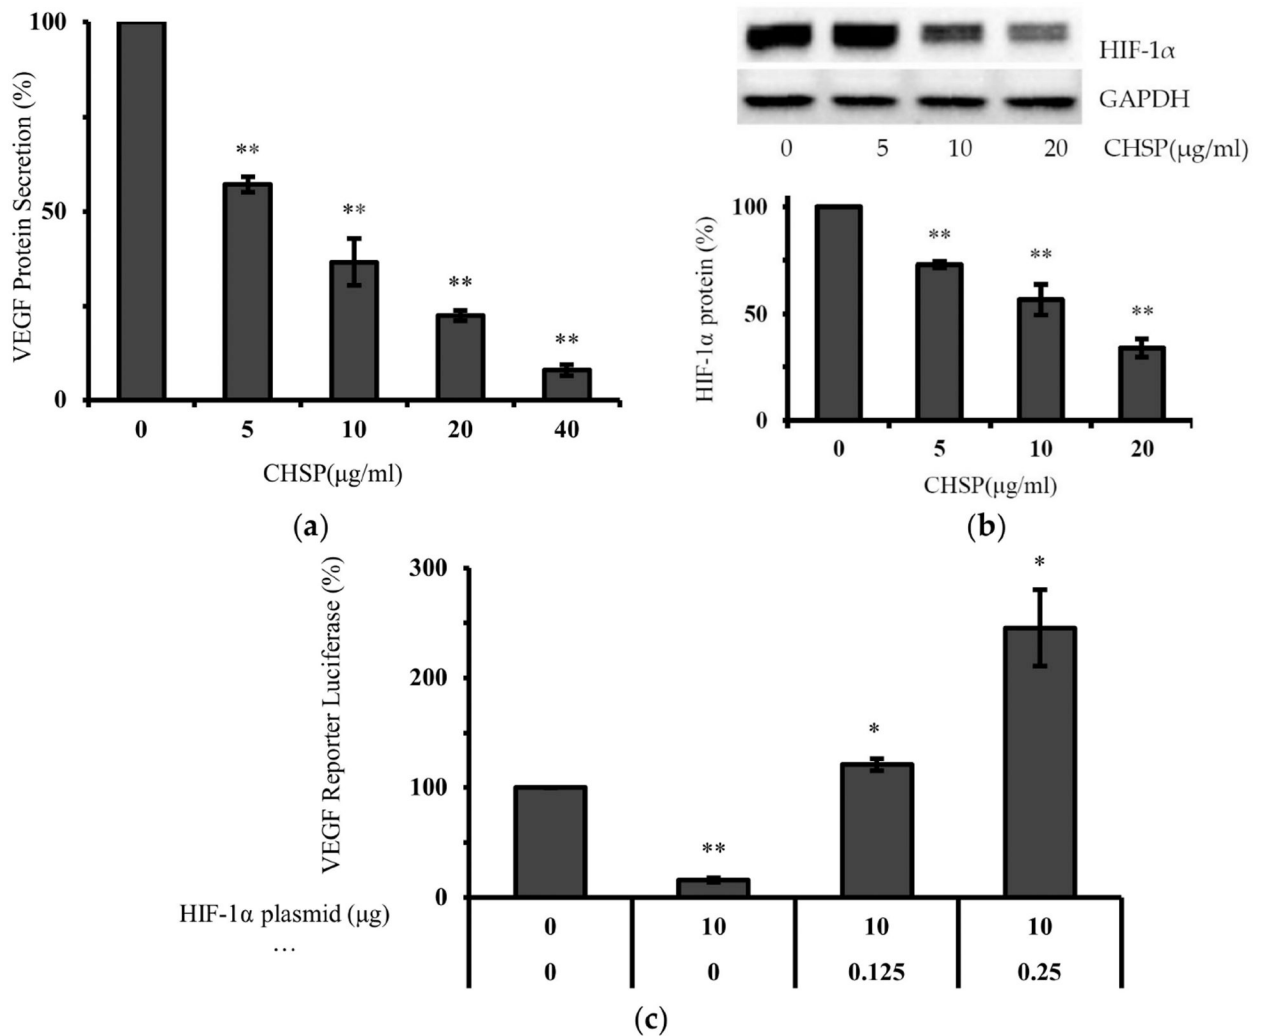 100
50
0
VEGF Protein Secretion (%)
**
**
**
**
0 5 10 20 40
CHSP(μg/ml)
(a)
HIF-1α
GAPDH
0 5 10 20 CHSP(μg/ml)
100
50
0
HIF-1α protein (%)
**
**
**
0 5 10 20
CHSP(μg/ml)
(b)
300
200
100
0
VEGF Reporter Luciferase (%)
**
*
*
HIF-1α plasmid (μg) 0 10 10 10
… 0 0 0.125 0.25
(c)